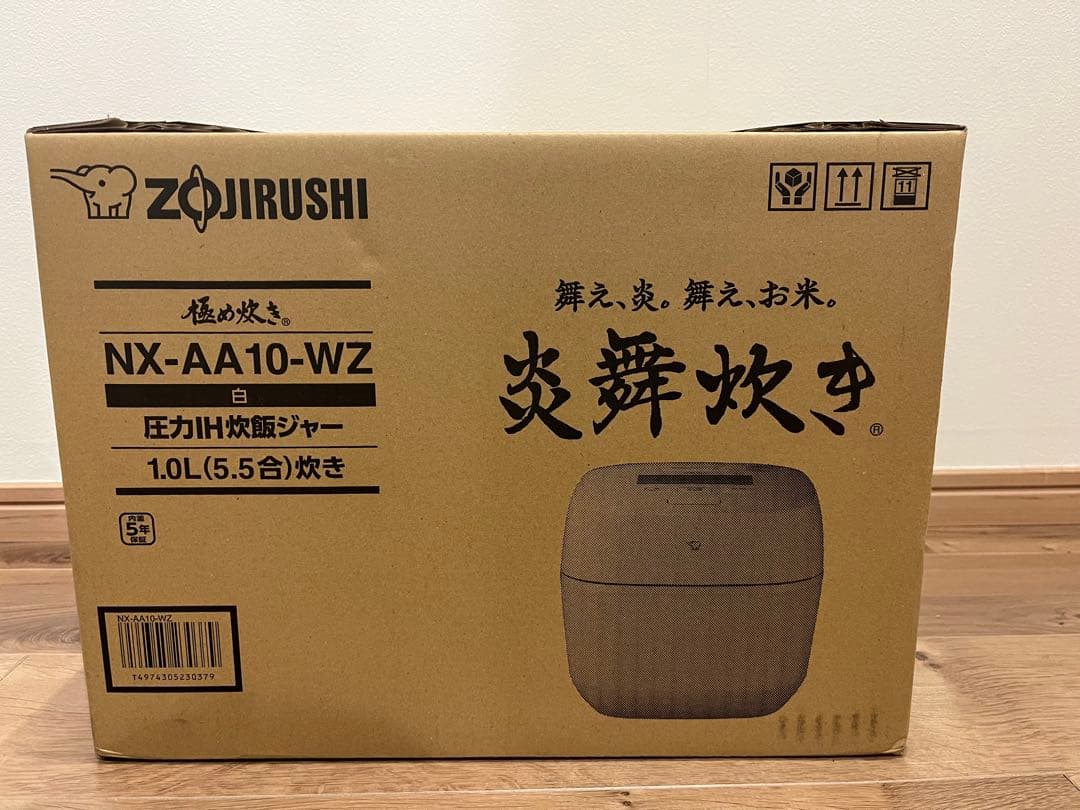 ZOJIRUSHI
11
極め炊き®
NX-AA10-WZ
白
圧力IH炊飯ジャー
1.0L(5.5合)炊き
内釜
5年
保証
NX-AA10-WZ
T4974305230379
舞え、炎。舞え、お米。
炎舞炊き®